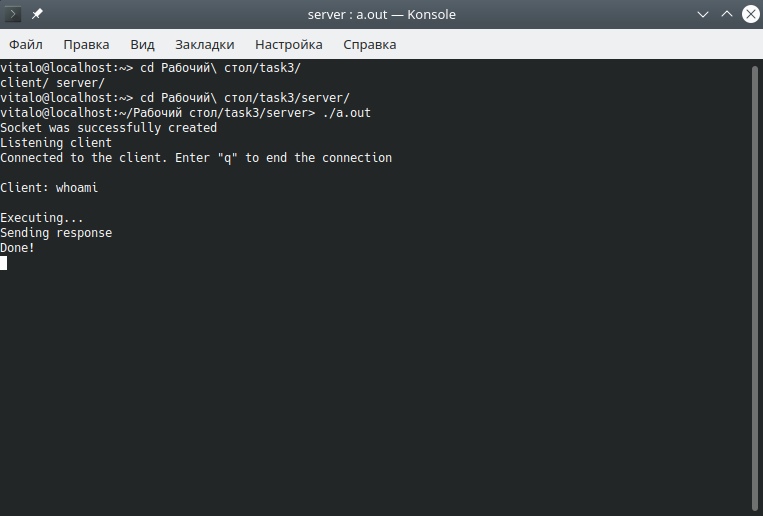 server : a.out — Konsole
Файл Правка Вид Закладки Настройка Справка
vitalo@localhost:~> cd Рабочий\ стол/task3/
client/ server/
vitalo@localhost:~> cd Рабочий\ стол/task3/server/
vitalo@localhost:~/Рабочий стол/task3/server> ./a.out
Socket was successfully created
Listening client
Connected to the client. Enter "q" to end the connection
Client: whoami
Executing...
Sending response
Done!